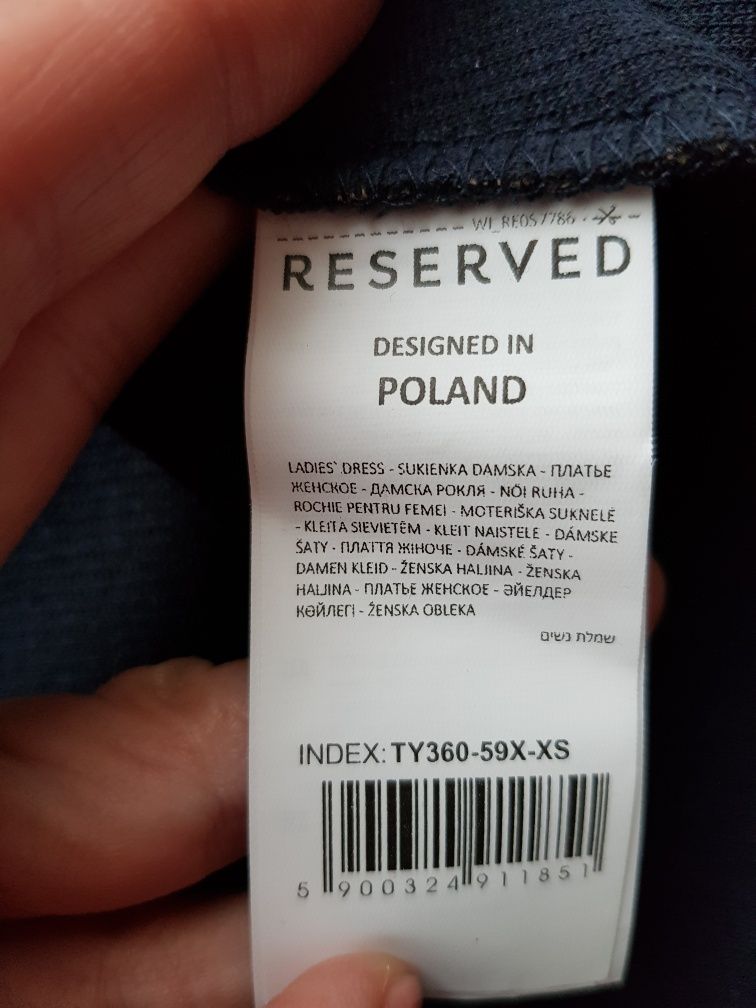 WI_RE057786
RESERVED
DESIGNED IN
POLAND
LADIES` DRESS - SUKIENKA DAMSKA - ПЛАТЬЕ
ЖЕНСКОЕ - ДАМСКА РОКЛЯ - NŐI RUHA -
ROCHIE PENTRU FEMEI - MOTERIŠKA SUKNELĖ
- KLEITA SIEVIETĒM - KLEIT NAISTELE - DÁMSKE
ŠATY - ПЛАТТЯ ЖІНОЧЕ - DÁMSKÉ ŠATY -
DAMEN KLEID - ŽENSKA HALJINA - ŽENSKA
HALJINA - ПЛАТЬЕ ЖЕНСКОЕ - ӘЙЕЛДЕР
КӨЙЛЕГІ - ŽENSKA OBLEKA
שמלת נשים
INDEX: TY360-59X-XS
5 900324 911851